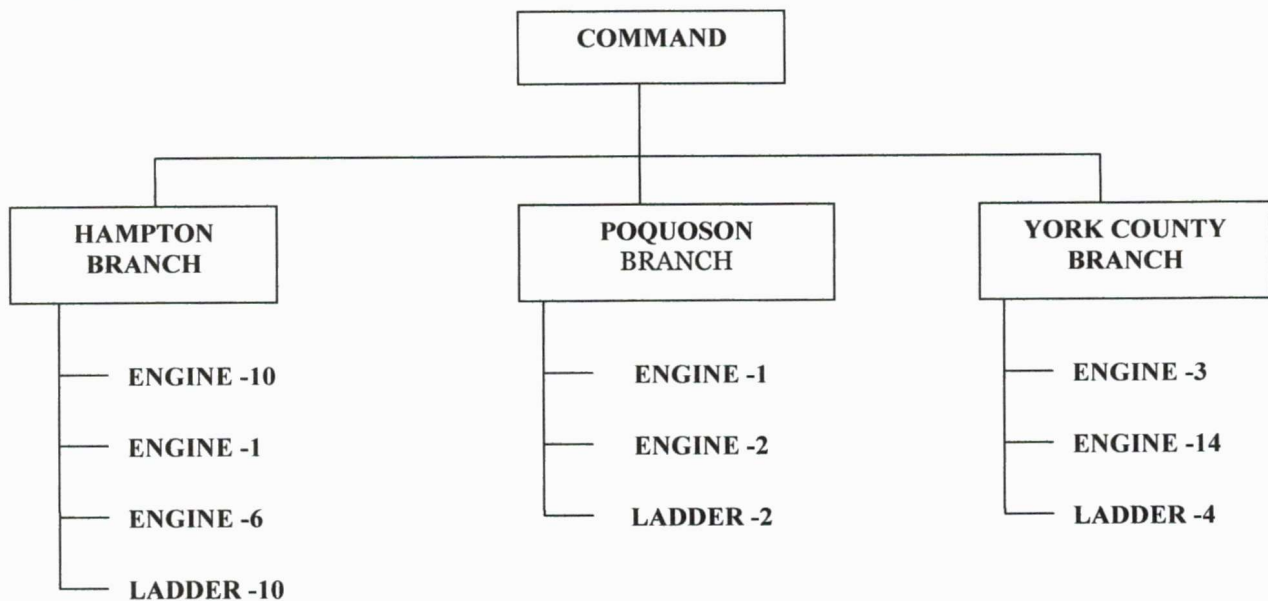 COMMAND
HAMPTON
BRANCH
ENGINE -10
ENGINE -1
ENGINE -6
LADDER -10
POQUOSON
BRANCH
ENGINE -1
ENGINE -2
LADDER -2
YORK COUNTY
BRANCH
ENGINE -3
ENGINE -14
LADDER -4